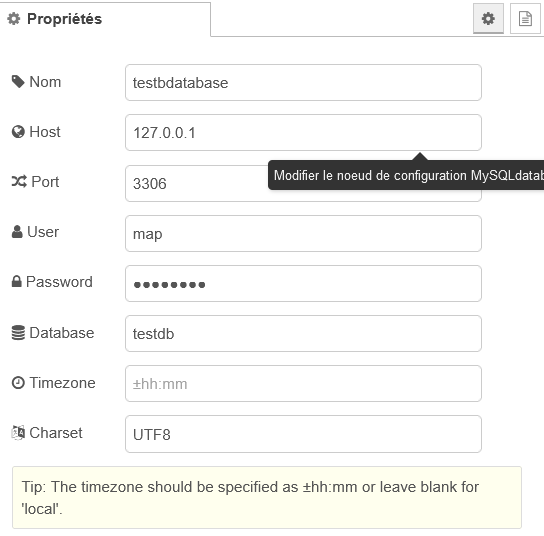 Propriétés
Nom
testbdatabase
Host
127.0.0.1
Modifier le noeud de configuration MySQLdatab
Port
3306
User
map
Password
●●●●●●●●
Database
testdb
Timezone
±hh:mm
Charset
UTF8
Tip: The timezone should be specified as ±hh:mm or leave blank for
'local'.